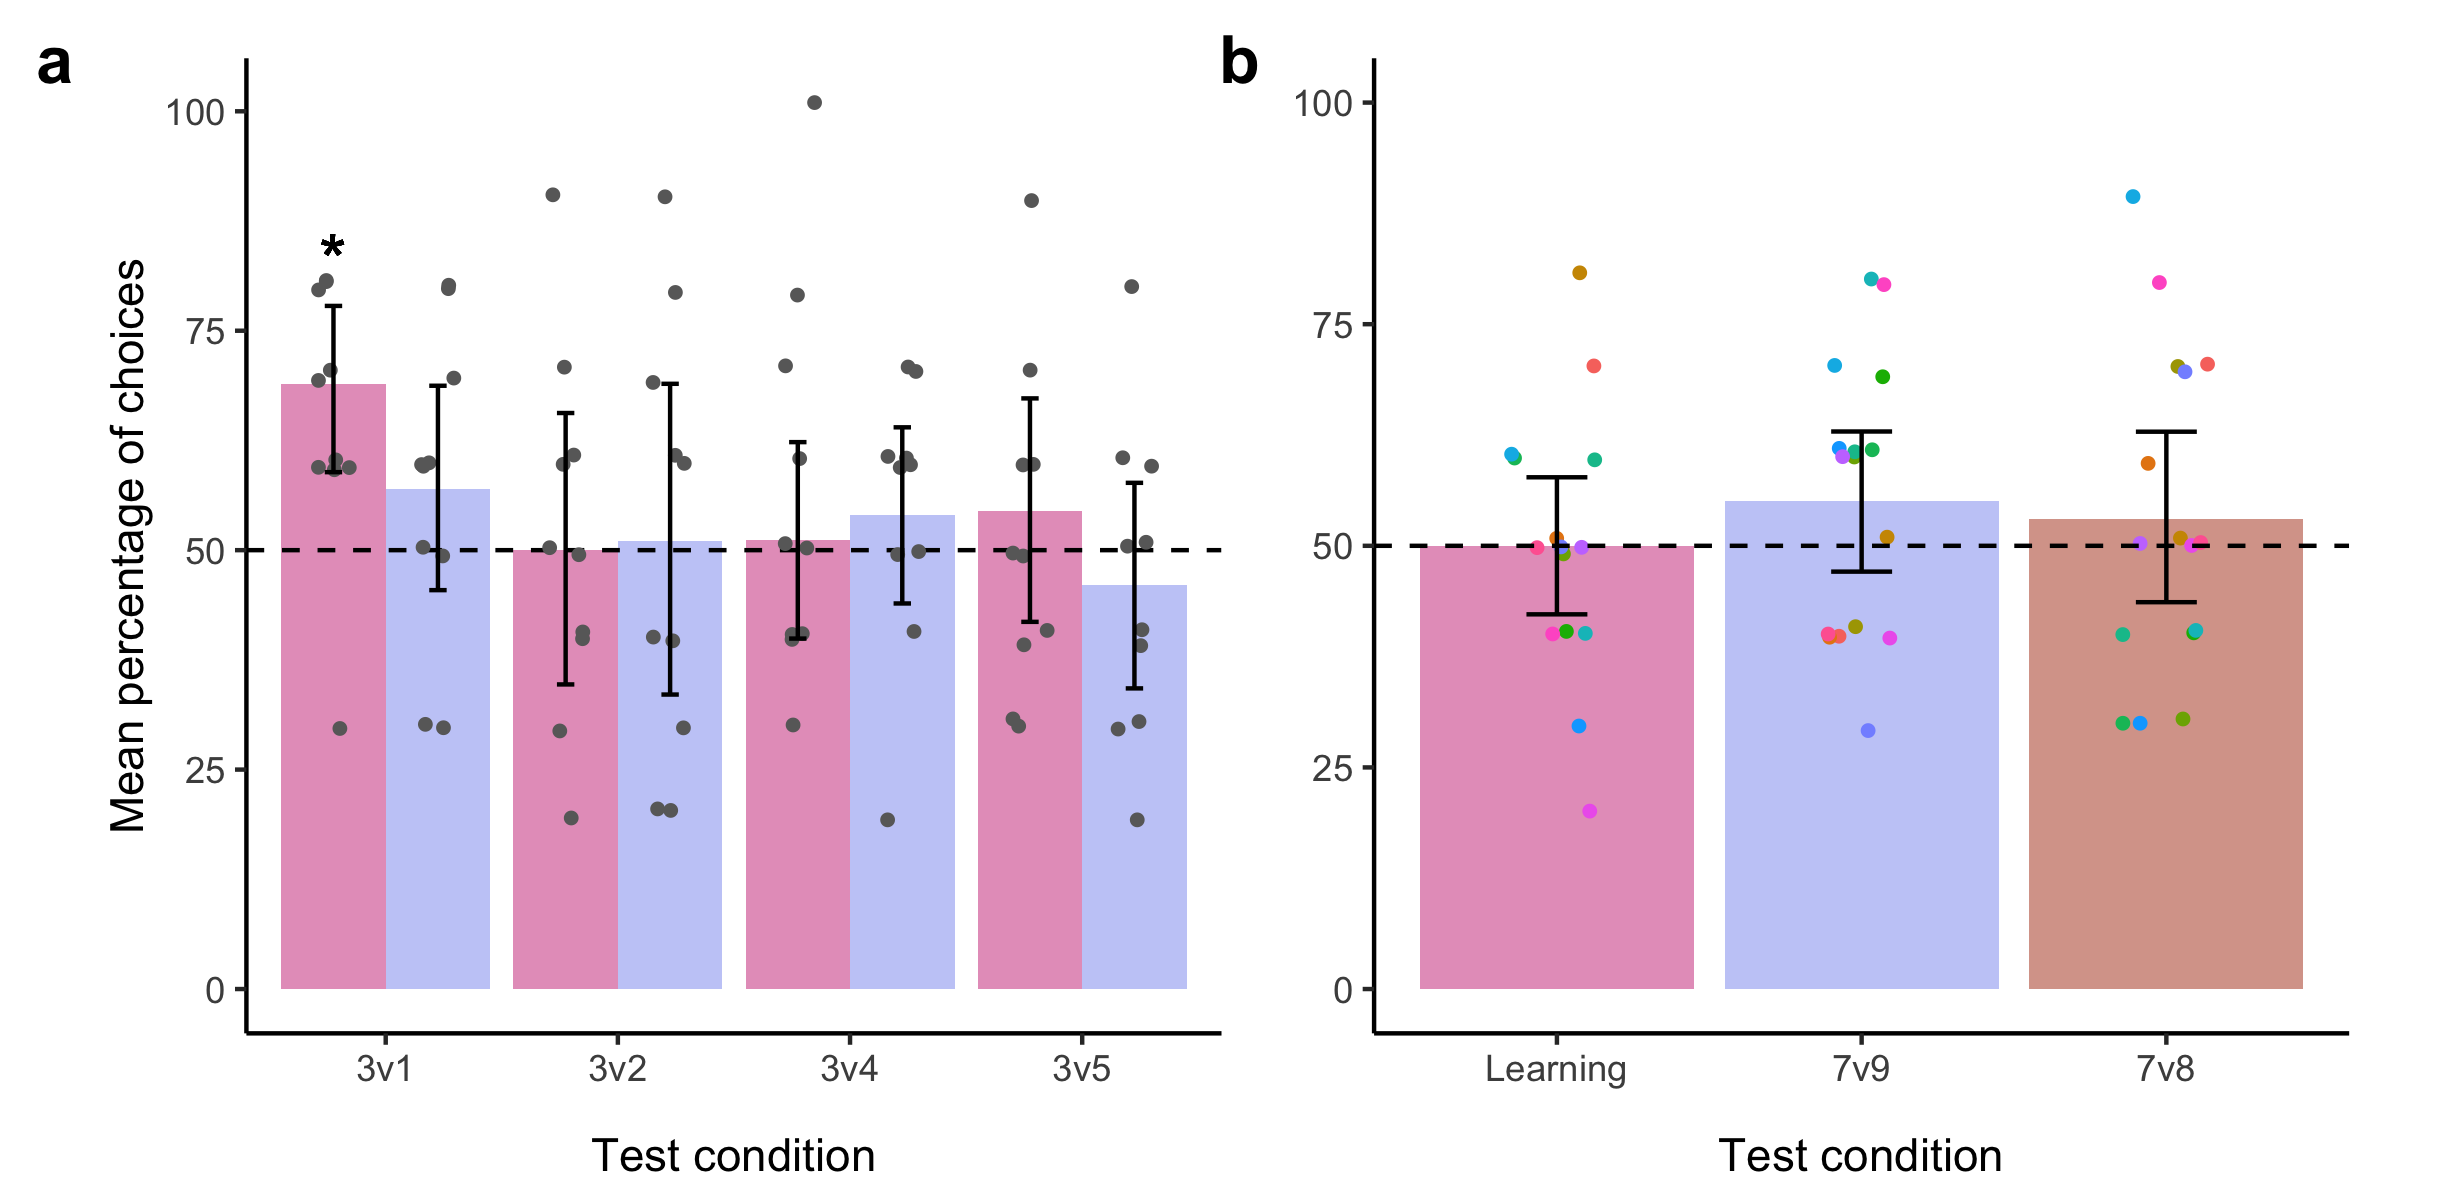 a
b
Mean percentage of choices
100
75
50
25
0
*
3v1
3v2
3v4
3v5
Test condition
100
75
50
25
0
Learning
7v9
7v8
Test condition